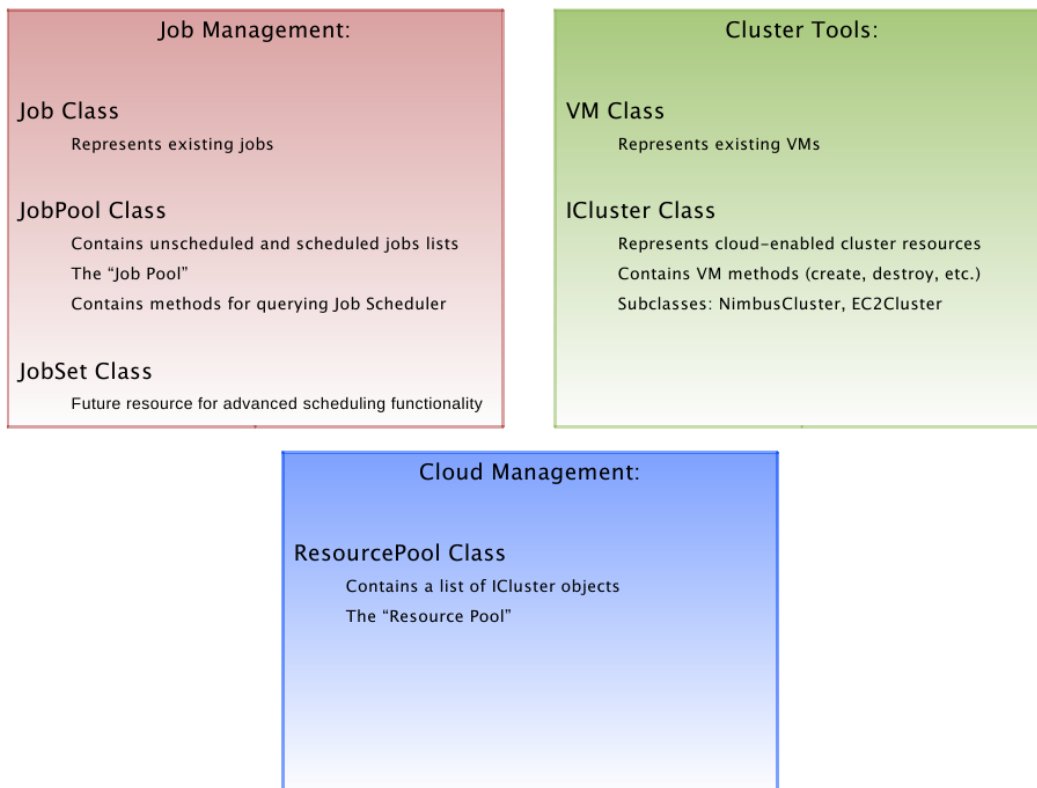 Job Management:
Job Class
Represents existing jobs
JobPool Class
Contains unscheduled and scheduled jobs lists
The “Job Pool”
Contains methods for querying Job Scheduler
JobSet Class
Future resource for advanced scheduling functionality
Cluster Tools:
VM Class
Represents existing VMs
ICluster Class
Represents cloud-enabled cluster resources
Contains VM methods (create, destroy, etc.)
Subclasses: NimbusCluster, EC2Cluster
Cloud Management:
ResourcePool Class
Contains a list of ICluster objects
The “Resource Pool”